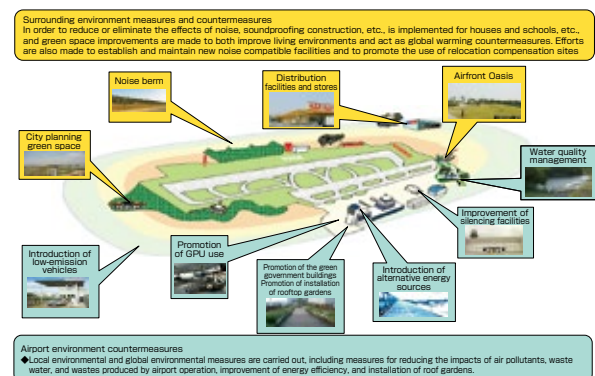 Surrounding environment measures and countermeasures
In order to reduce or eliminate the effects of noise, soundproofing construction, etc., is implemented for houses and schools, etc.,
and green space improvements are made to both improve living environments and act as global warming countermeasures. Efforts
are also made to establish and maintain new noise compatible facilities and to promote the use of relocation compensation sites
Noise berm
Distribution
facilities and stores
Airfront Oasis
City planning
green space
Water quality
management
Improvement of
silencing facilities
Introduction of
low-emission
vehicles
Promotion
of GPU use
Promotion of the green
government buildings
Promotion of installation
of rooftop gardens
Introduction of
alternative energy
sources
Airport environment countermeasures
◆Local environmental and global environmental measures are carried out, including measures for reducing the impacts of air pollutants, waste
water, and wastes produced by airport operation, improvement of energy efficiency, and installation of roof gardens.